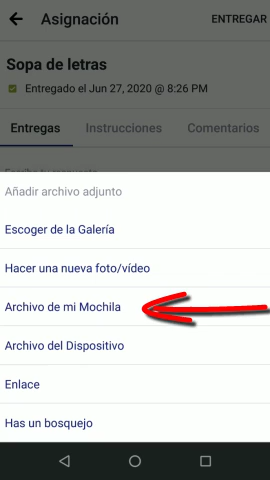 Asignación
ENTREGAR
Sopa de letras
Entregado el Jun 27, 2020 @ 8:26 PM
Entregas
Instrucciones
Comentarios
Añadir archivo adjunto
Escoger de la Galería
Hacer una nueva foto/vídeo
Archivo de mi Mochila
Archivo del Dispositivo
Enlace
Has un bosquejo